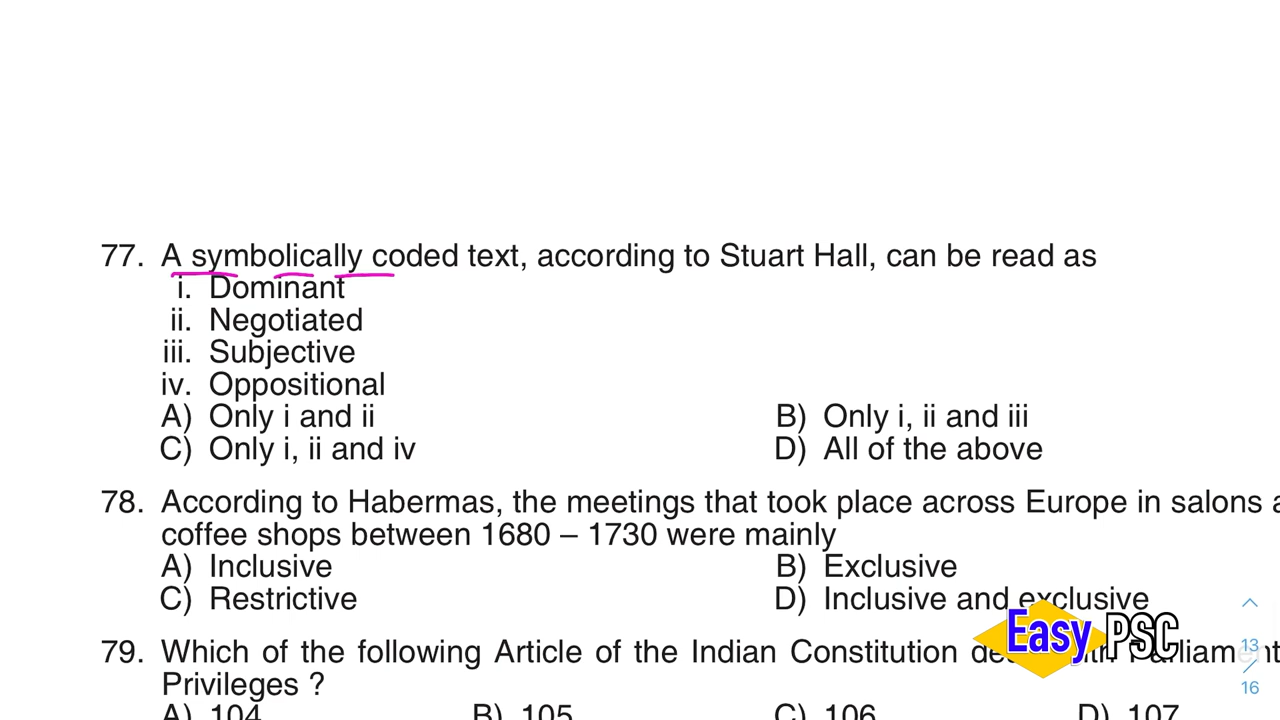 77. A symbolically coded text, according to Stuart Hall, can be read as
i. Dominant
ii. Negotiated
iii. Subjective
iv. Oppositional
A) Only i and ii B) Only i, ii and iii
C) Only i, ii and iv D) All of the above
78. According to Habermas, the meetings that took place across Europe in salons
coffee shops between 1680 – 1730 were mainly
A) Inclusive B) Exclusive
C) Restrictive D) Inclusive and exclusive
79. Which of the following Article of the Indian Constitution
Privileges ?
A) 104 B) 105 C) 106 D) 107
Easy PSC
13
16